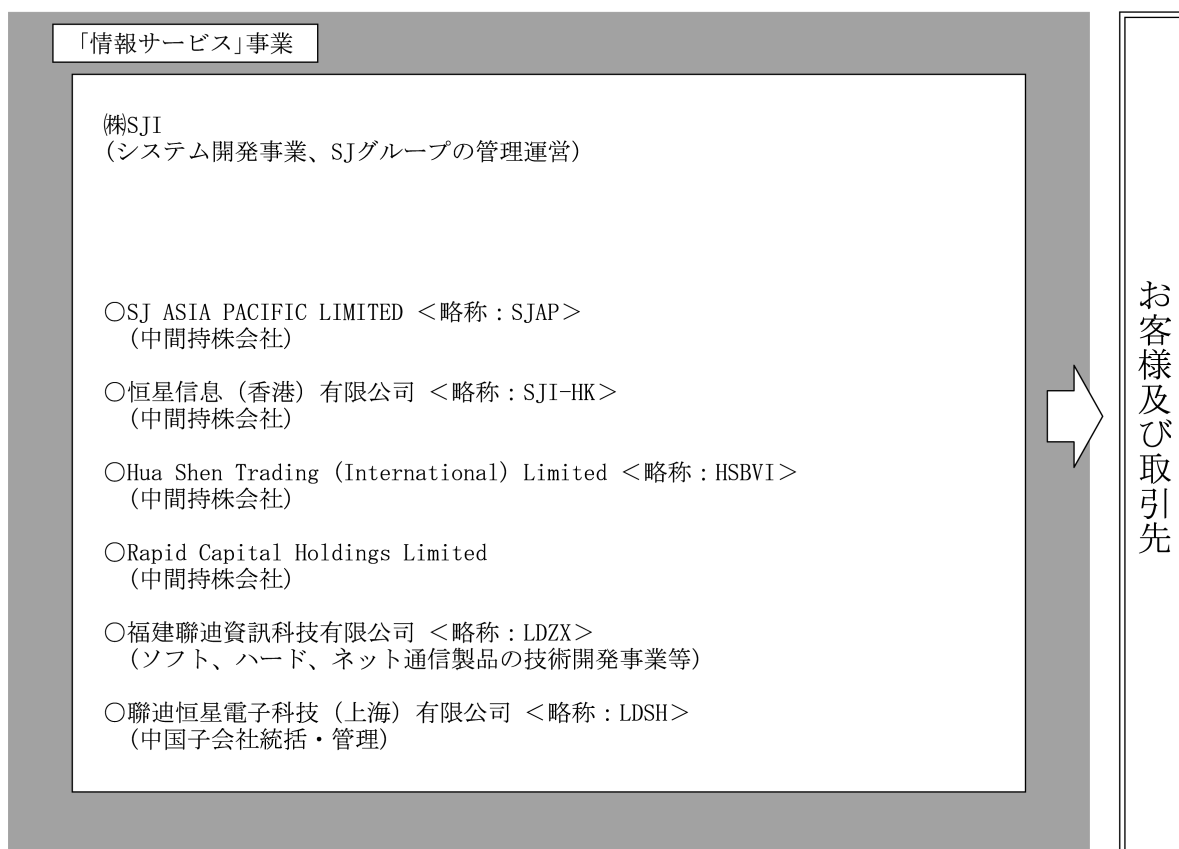 「情報サービス」事業
㈱SJI
（システム開発事業、SJグループの管理運営）
○SJ ASIA PACIFIC LIMITED ＜略称：SJAP＞
（中間持株会社）
○恒星信息（香港）有限公司 ＜略称：SJI-HK＞
（中間持株会社）
○Hua Shen Trading (International) Limited ＜略称：HSBVI＞
（中間持株会社）
○Rapid Capital Holdings Limited
（中間持株会社）
○福建聯迪資訊科技有限公司 ＜略称：LDZX＞
（ソフト、ハード、ネット通信製品の技術開発事業等）
○聯迪恒星電子科技（上海）有限公司 ＜略称：LDSH＞
（中国子会社統括・管理）
お客様及び取引先